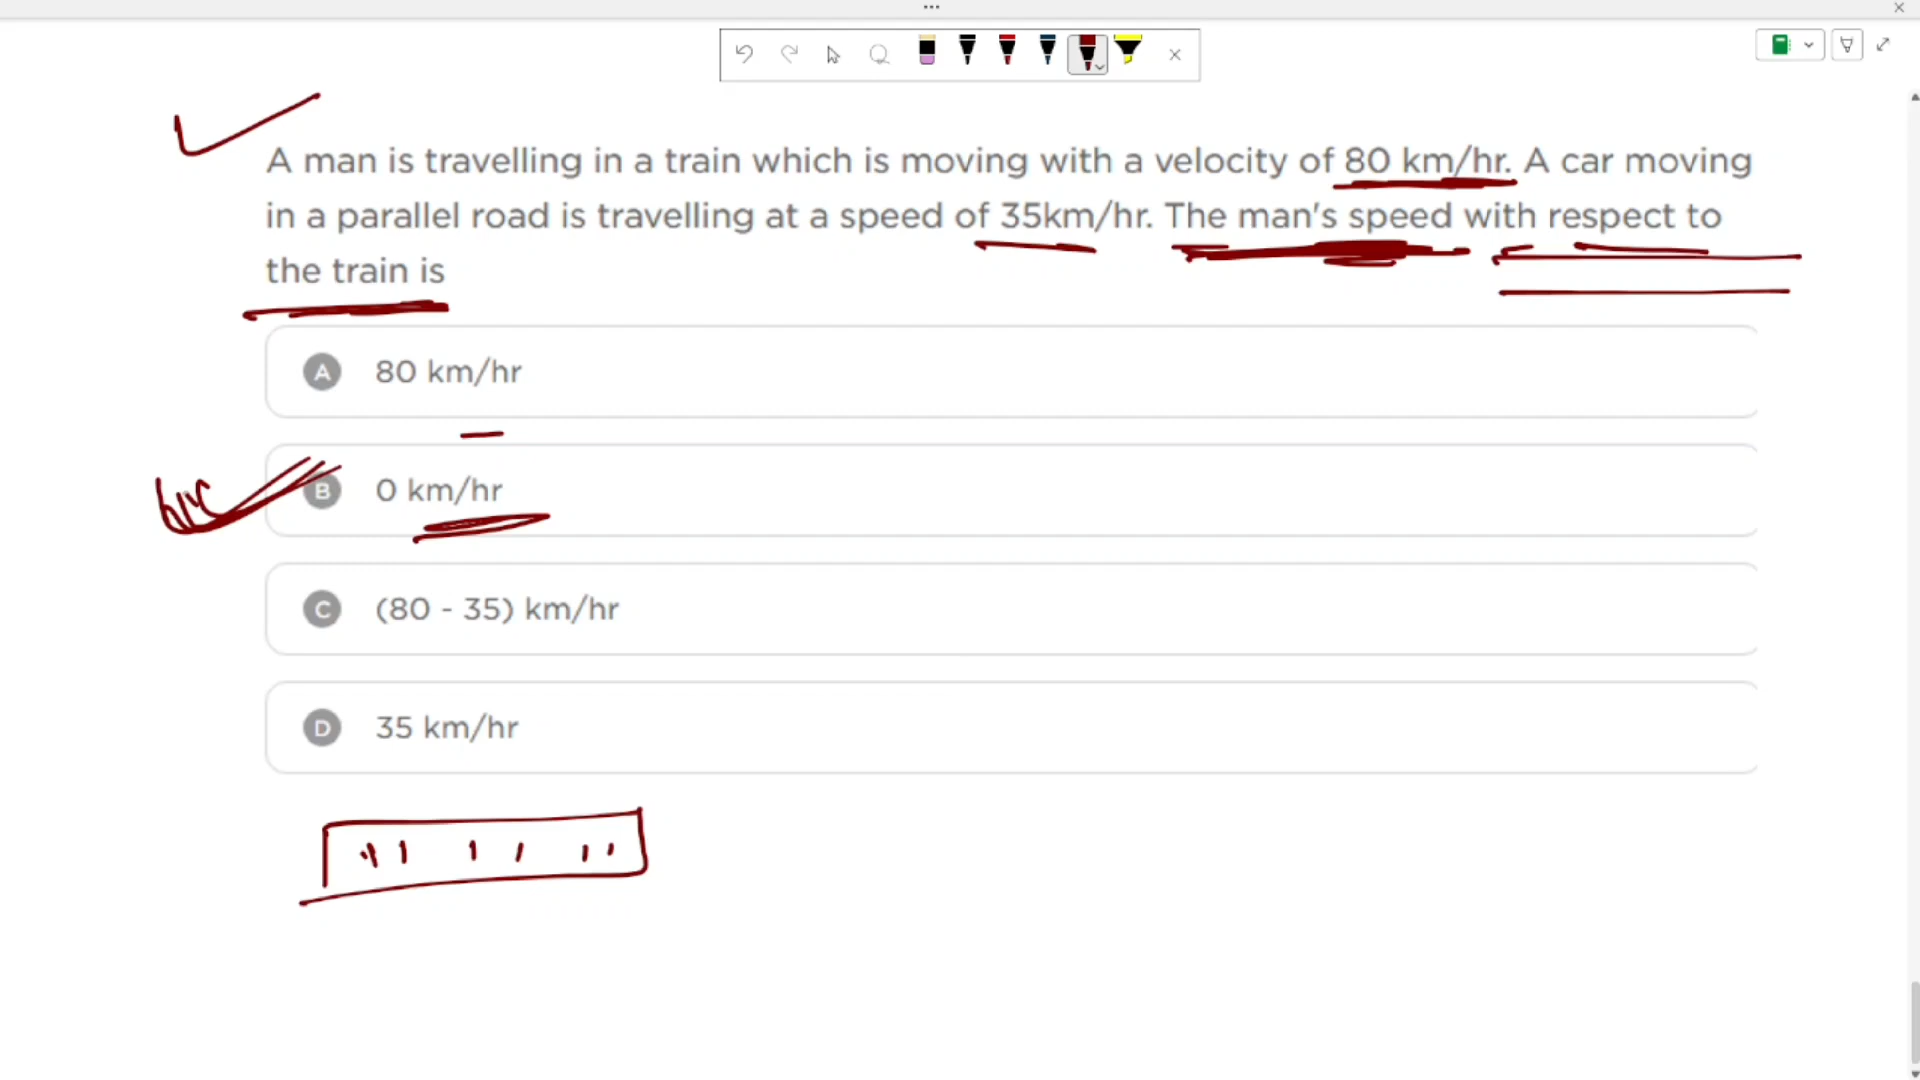 A man is travelling in a train which is moving with a velocity of 80 km/hr. A car moving
in a parallel road is travelling at a speed of 35km/hr. The man's speed with respect to
the train is
A 80 km/hr
B 0 km/hr
C (80 - 35) km/hr
D 35 km/hr